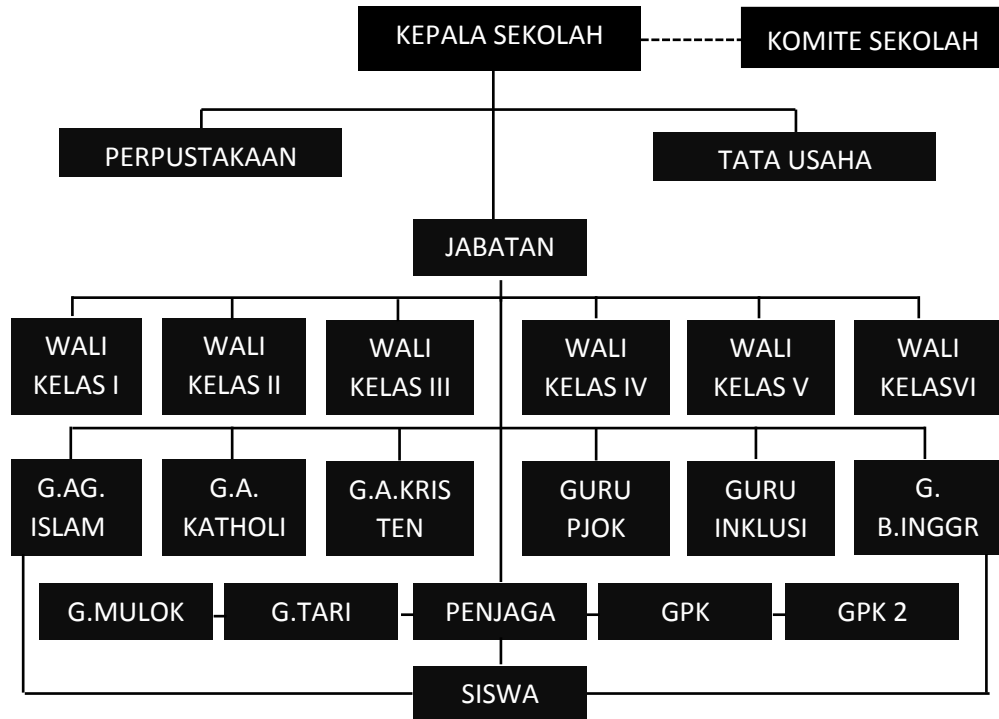 KEPALA SEKOLAH
KOMITE SEKOLAH
PERPUSTAKAAN
TATA USAHA
JABATAN
WALI
KELAS I
WALI
KELAS II
WALI
KELAS III
WALI
KELAS IV
WALI
KELAS V
WALI
KELASVI
G.AG.
ISLAM
G.A.
KATHOLI
G.A.KRIS
TEN
GURU
PJOK
GURU
INKLUSI
G.
B.INGGR
G.MULOK
G.TARI
PENJAGA
GPK
GPK 2
SISWA